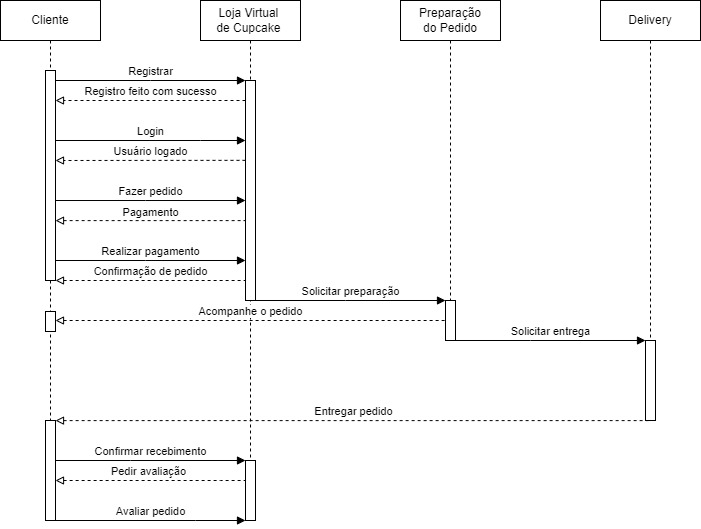 Cliente
Loja Virtual
de Cupcake
Preparação
do Pedido
Delivery
Registrar
Registro feito com sucesso
Login
Usuário logado
Fazer pedido
Pagamento
Realizar pagamento
Confirmação de pedido
Solicitar preparação
Acompanhe o pedido
Solicitar entrega
Entregar pedido
Confirmar recebimento
Pedir avaliação
Avaliar pedido